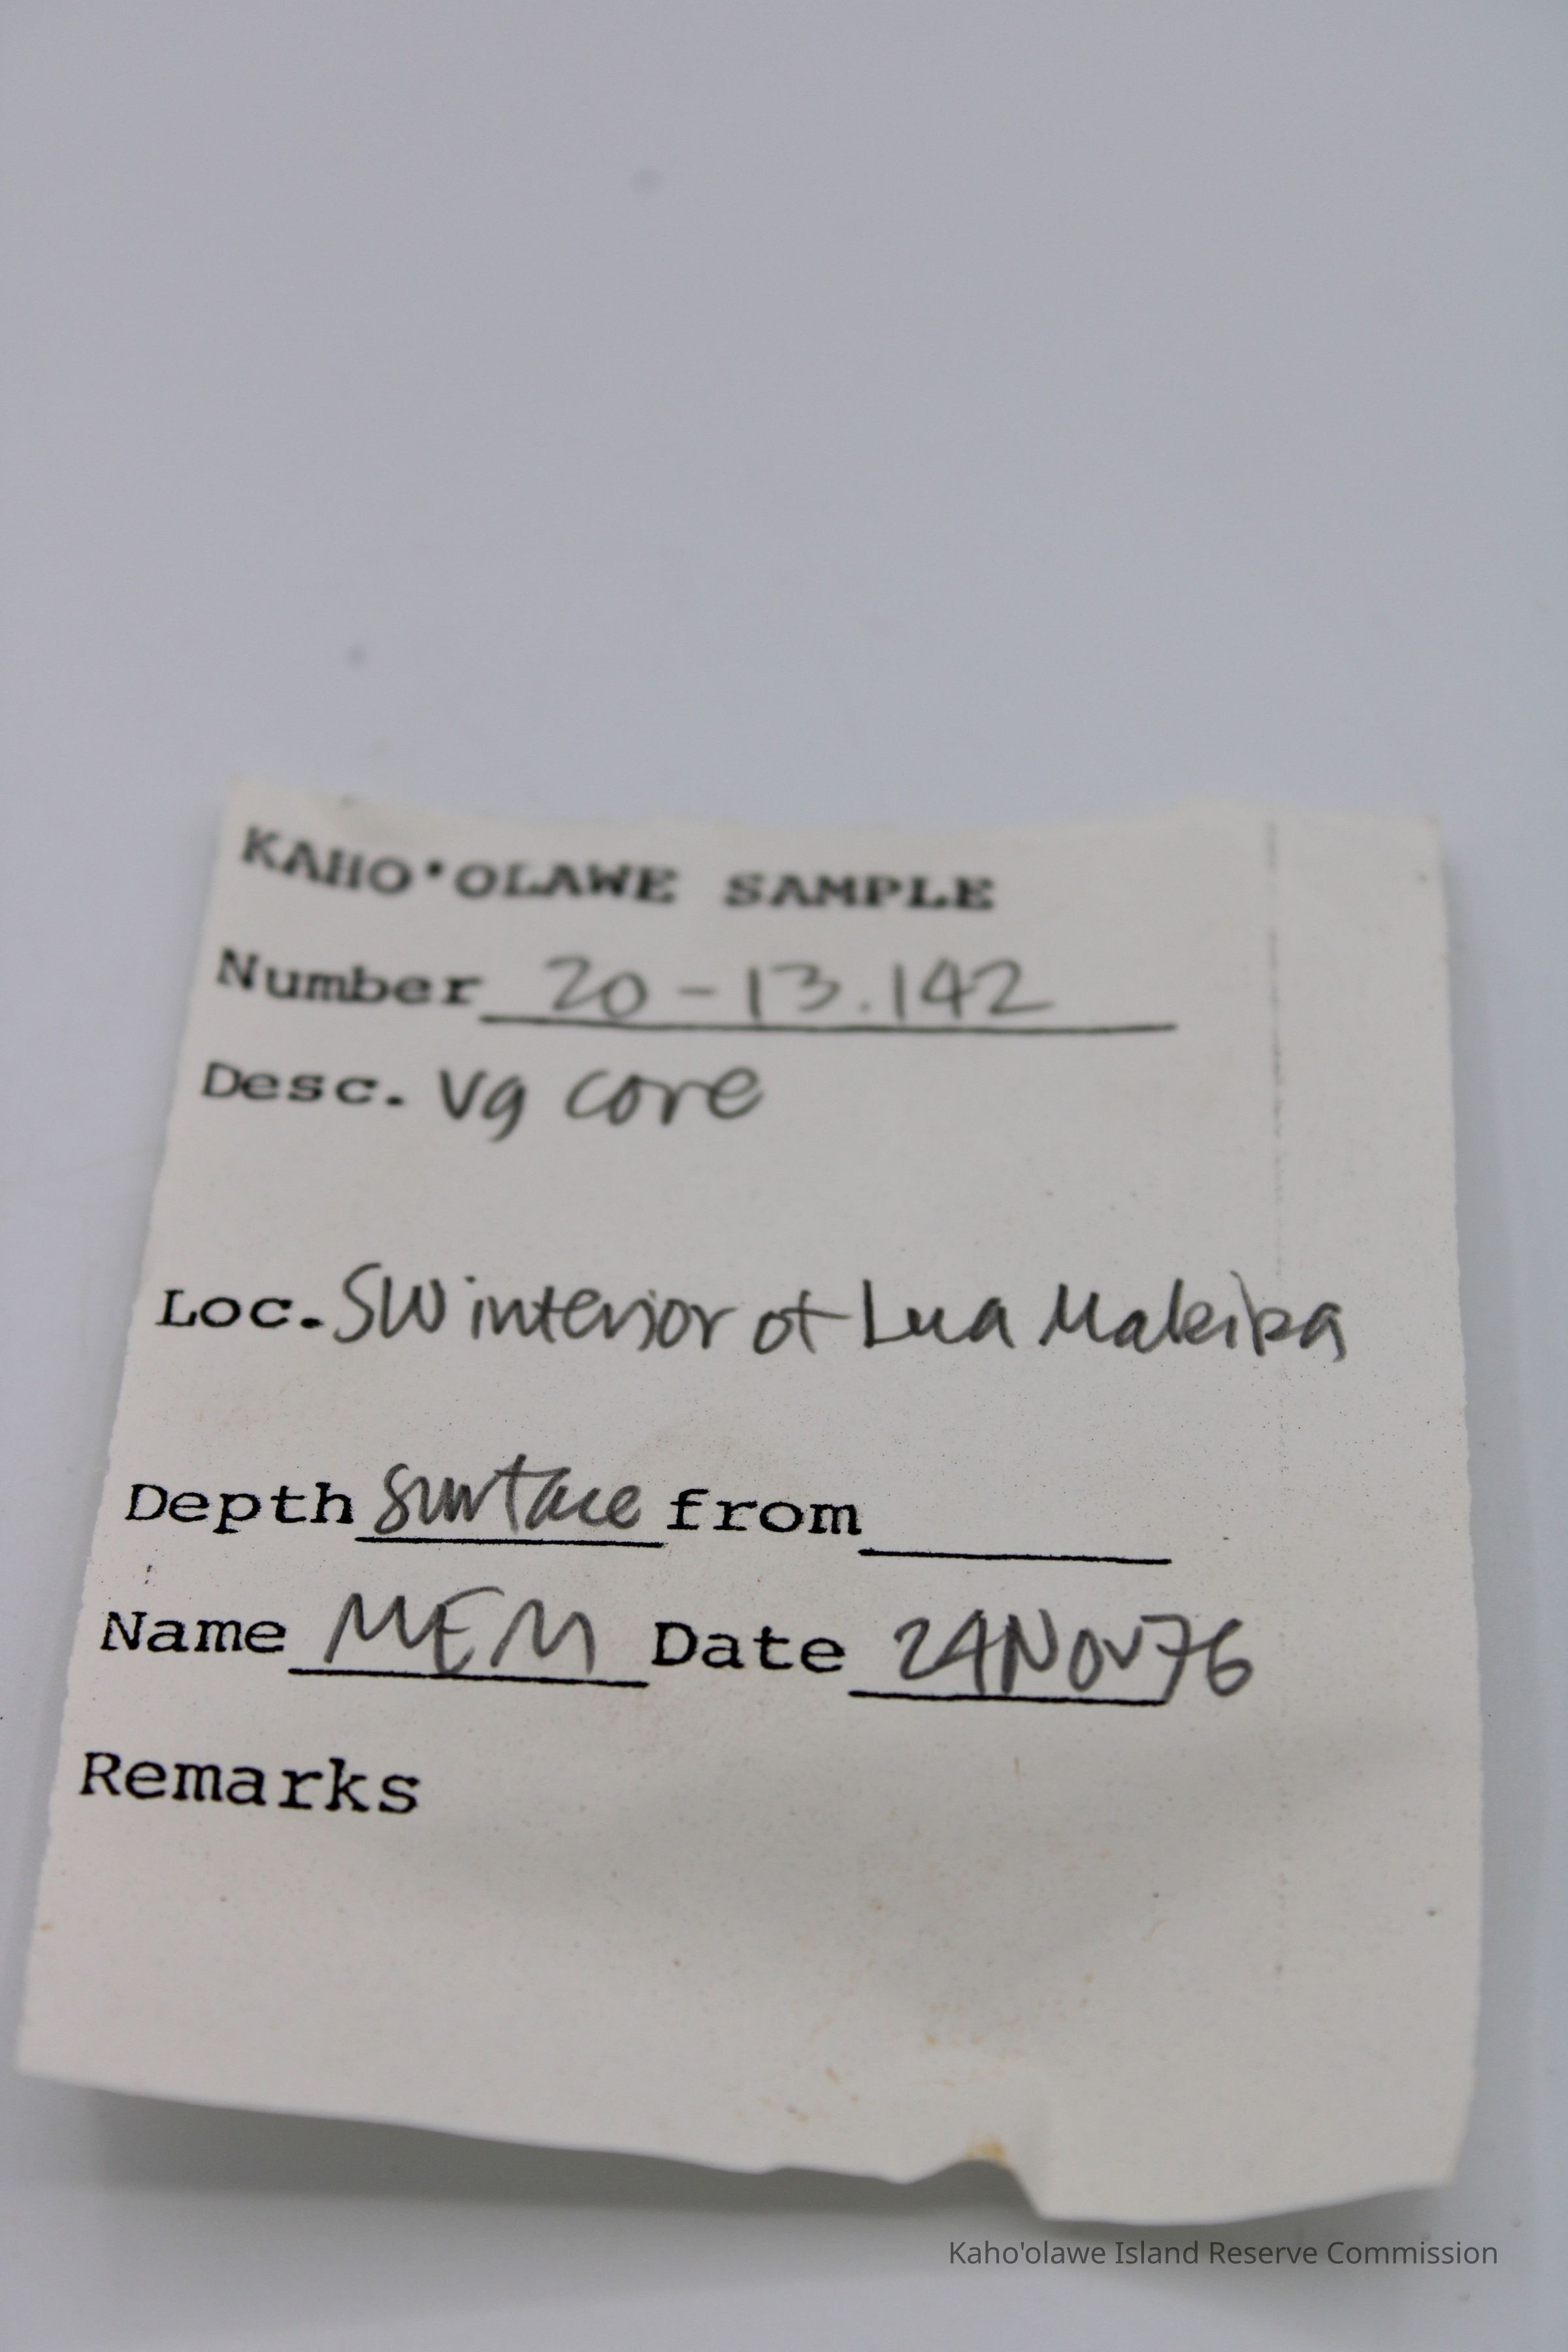 KAHO'OLAWE SAMPLE
Number 20-13.142
Desc. Vg core
Loc. SW interior of Lua Makika
Depth surface from
Name MEM Date 24Nov76
Remarks
Kaho'olawe Island Reserve Commission